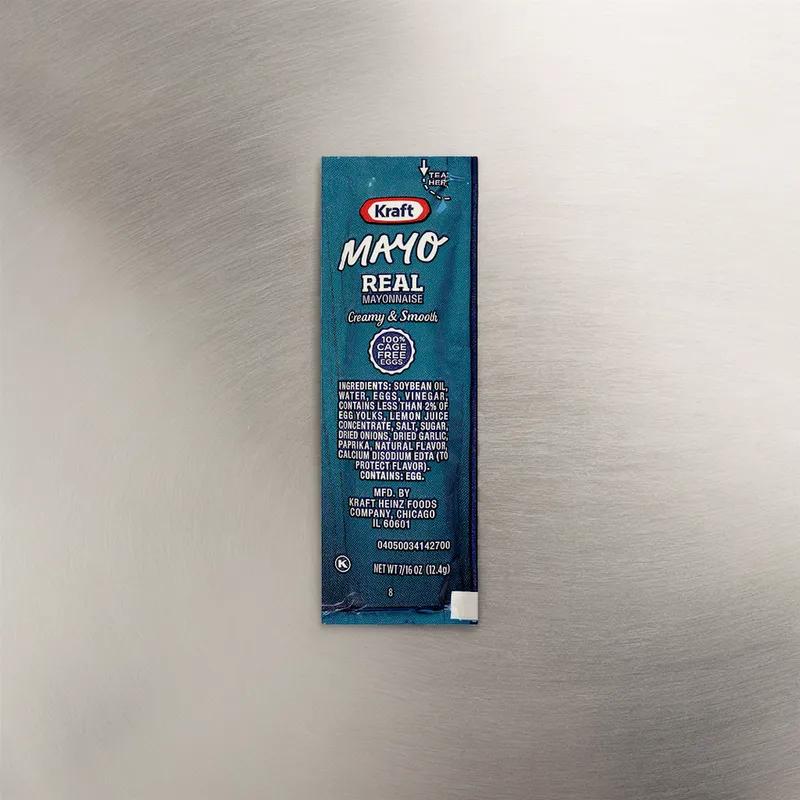 TEA
HER
Kraft
MAYO
REAL
MAYONNAISE
Creamy & Smooth
100%
CAGE
FREE
EGGS
INGREDIENTS: SOYBEAN OIL,
WATER, EGGS, VINEGAR,
CONTAINS LESS THAN 2% OF
EGG YOLKS, LEMON JUICE
CONCENTRATE, SALT, SUGAR,
DRIED ONIONS, DRIED GARLIC,
PAPRIKA, NATURAL FLAVOR,
CALCIUM DISODIUM EDTA (TO
PROTECT FLAVOR).
CONTAINS: EGG.
MFD. BY
KRAFT HEINZ FOODS
COMPANY, CHICAGO
IL 60601
04050034142700
K
NET WT 7/16 OZ (12.4g)
8